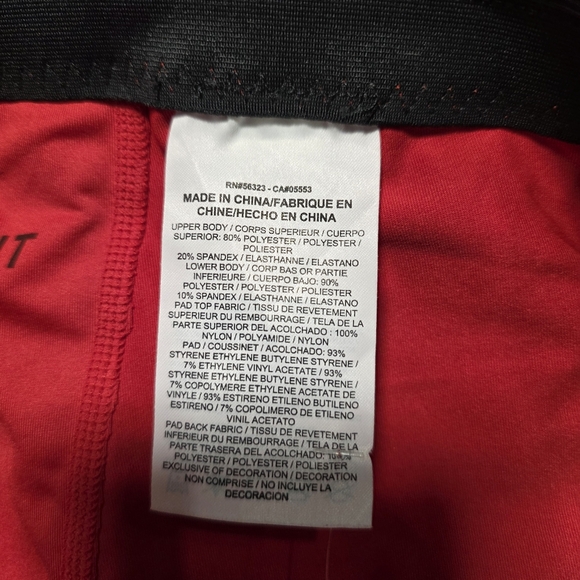 RN#56323 - CA#05553
MADE IN CHINA/FABRIQUE EN
CHINE/HECHO EN CHINA
UPPER BODY / CORPS SUPERIEUR / CUERPO
SUPERIOR: 80% POLYESTER / POLYESTER /
POLIESTER
20% SPANDEX / ELASTHANNE / ELASTANO
LOWER BODY / CORP BAS OR PARTIE
INFERIEURE / CUERPO BAJO: 90%
POLYESTER / POLYESTER / POLIESTER
10% SPANDEX / ELASTHANNE / ELASTANO
PAD TOP FABRIC / TISSU DE REVETEMENT
SUPERIEUR DU REMBOURRAGE / TELA DE LA
PARTE SUPERIOR DEL ACOLCHADO : 100%
NYLON / POLYAMIDE / NYLON
PAD / COUSSINET / ACOLCHADO: 93%
STYRENE ETHYLENE BUTYLENE STYRENE /
7% ETHYLENE VINYL ACETATE / 93%
STYRENE ETHYLENE BUTYLENE STYRENE /
7% COPOLYMERE ETHYLENE ACETATE DE
VINYLE / 93% ESTIREO ETILENO BUTILENO
ESTIRENO / 7% COPOLIMERO DE ETILENO
VINIL ACETATO
PAD BACK FABRIC / TISSU DE REVETEMENT
INFERIEUR DU REMBOURRAGE / TELA DE LA
PARTE TRASERA DEL ACOLCHADO: 100%
POLYESTER / POLYESTER / POLIESTER
EXCLUSIVE OF DECORATION / DECORATION
NON COMPRISE / NO INCLUYE LA
DECORACION
IT